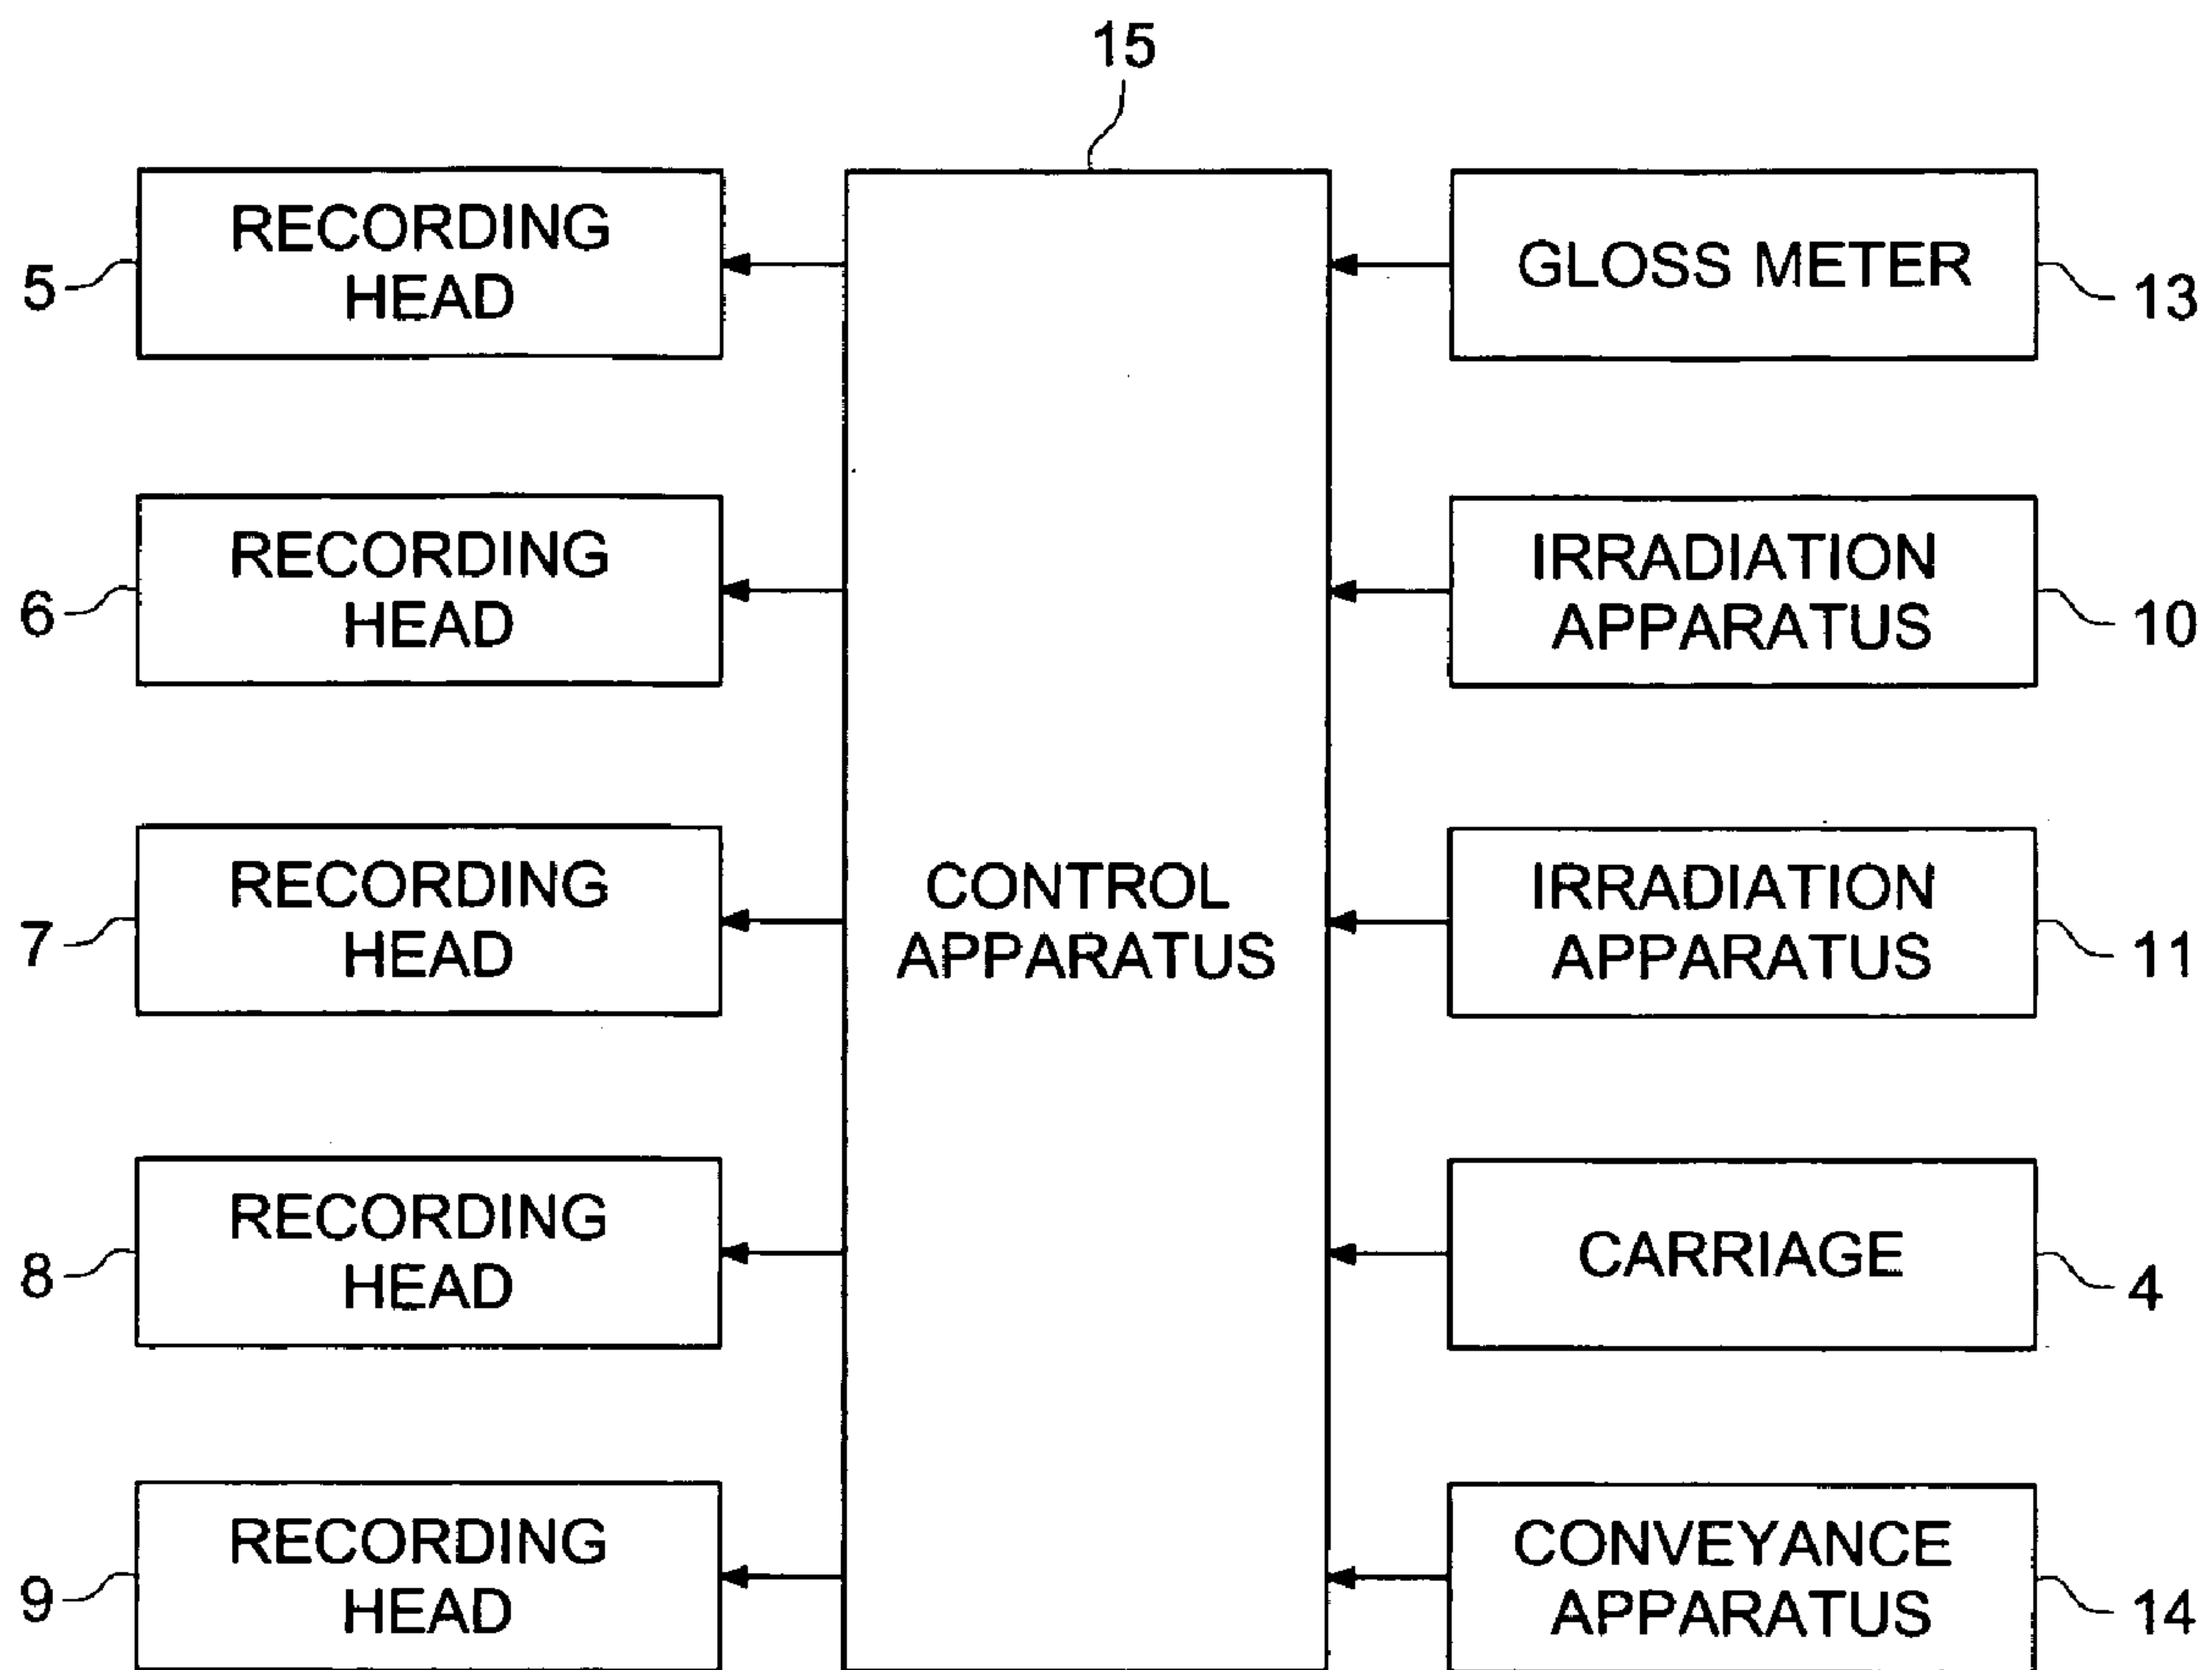 15
RECORDING
HEAD
5
GLOSS METER
13
RECORDING
HEAD
6
IRRADIATION
APPARATUS
10
RECORDING
HEAD
7
CONTROL
APPARATUS
IRRADIATION
APPARATUS
11
RECORDING
HEAD
8
CARRIAGE
4
RECORDING
HEAD
9
CONVEYANCE
APPARATUS
14